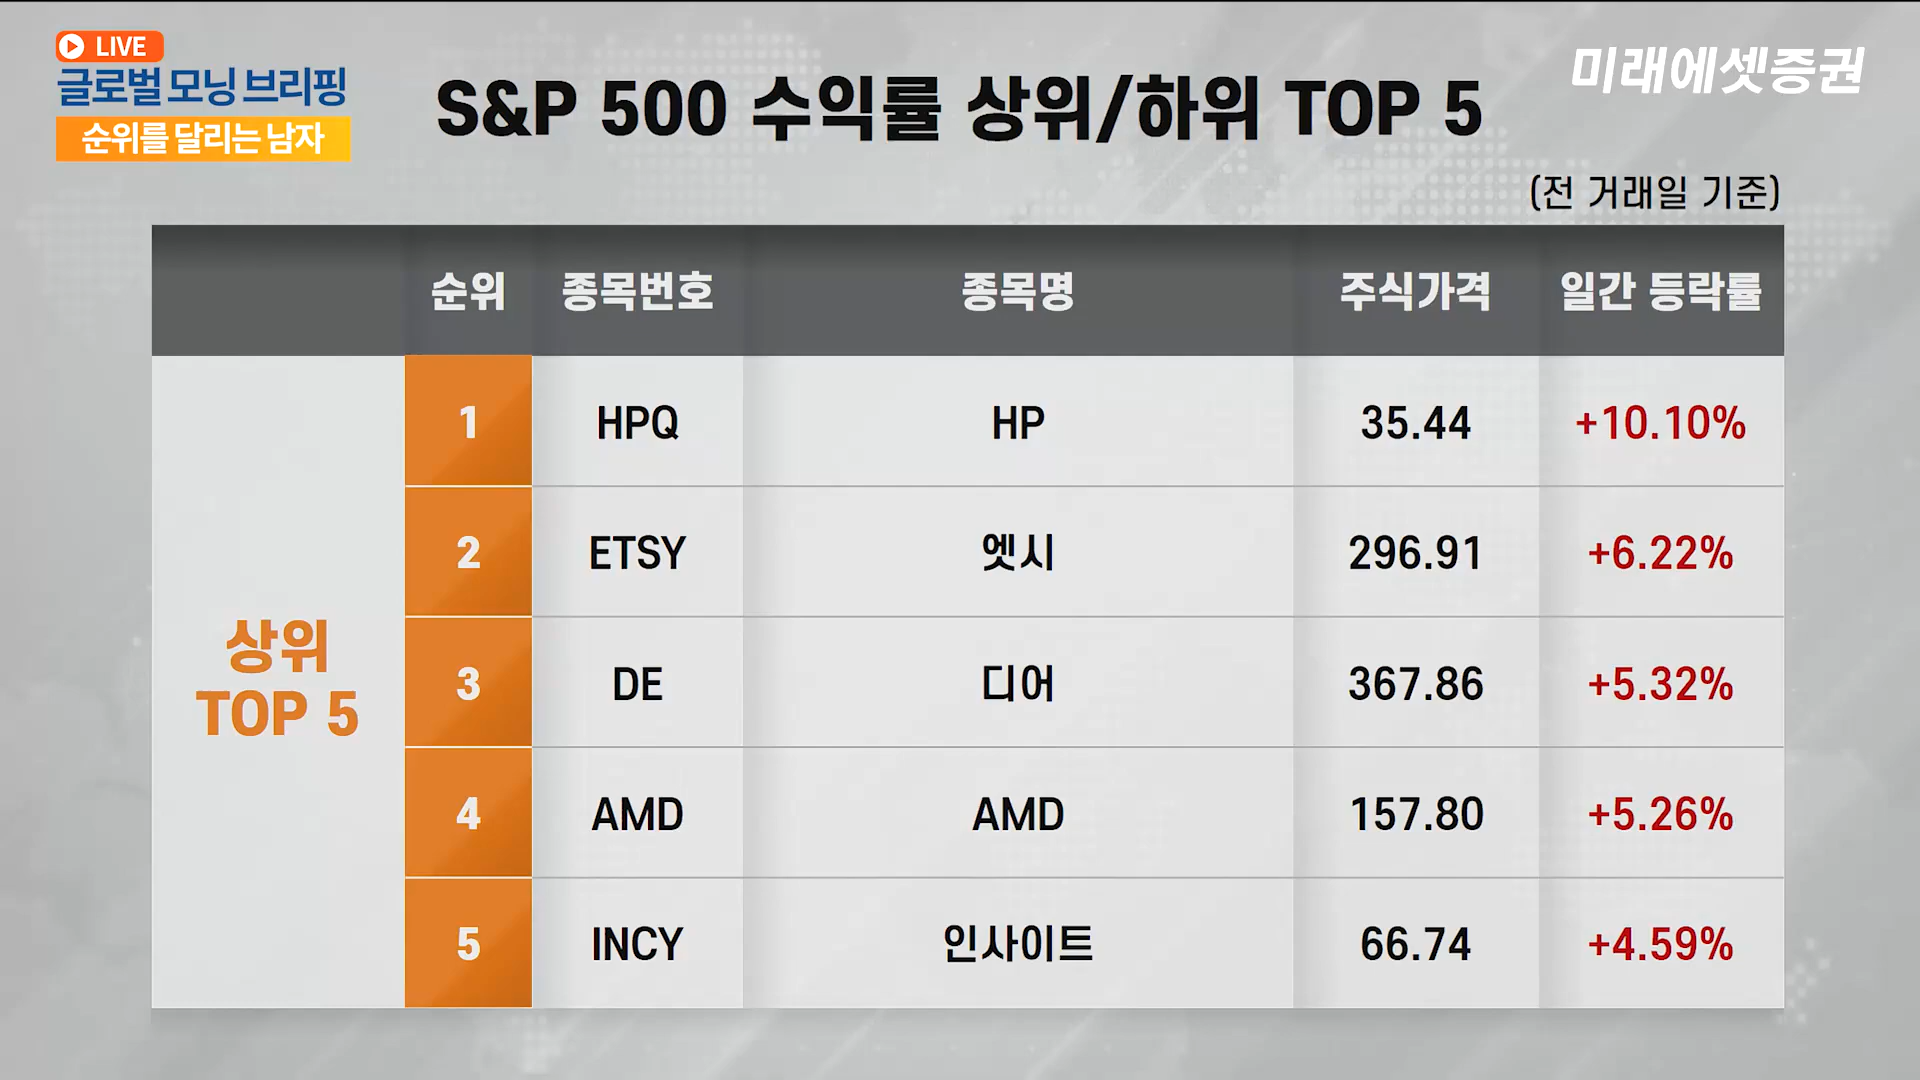 LIVE
글로벌 모닝 브리핑
순위를 달리는 남자
S&P 500 수익률 상위/하위 TOP 5
미래에셋증권
(전 거래일 기준)
순위 종목번호 종목명 주식가격 일간 등락률
상위
TOP 5
1 HPQ HP 35.44 +10.10%
2 ETSY 엣시 296.91 +6.22%
3 DE 디어 367.86 +5.32%
4 AMD AMD 157.80 +5.26%
5 INCY 인사이트 66.74 +4.59%